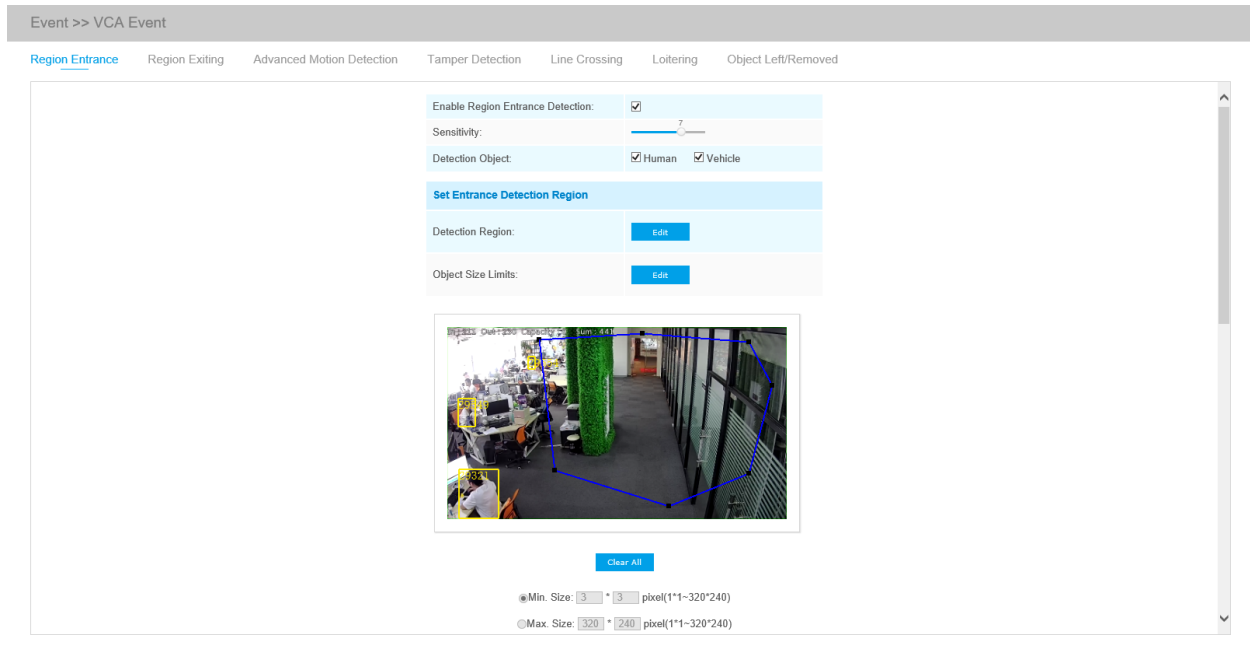 Event >> VCA Event
Region Entrance Region Exiting Advanced Motion Detection Tamper Detection Line Crossing Loitering Object Left/Removed
Enable Region Entrance Detection:
7
Sensitivity:
Detection Object: Human Vehicle
Set Entrance Detection Region
Detection Region: Edit
Object Size Limits: Edit
Out Capacity Sum
Clear All
Min. Size: 3 * 3 pixel(1*1~320*240)
Max. Size: 320 * 240 pixel(1*1~320*240)